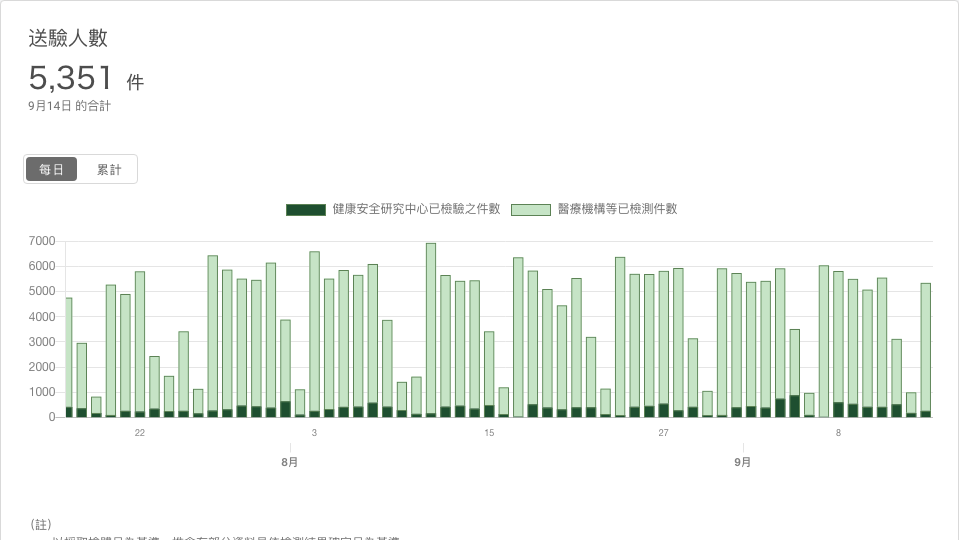 送驗人數
5,351 件
9月14日 的合計
每日 累計
健康安全研究中心已檢驗之件數 醫療機構等已檢測件數
7000
6000
5000
4000
3000
2000
1000
0
22 3 15 27 8
8月 9月
(註)